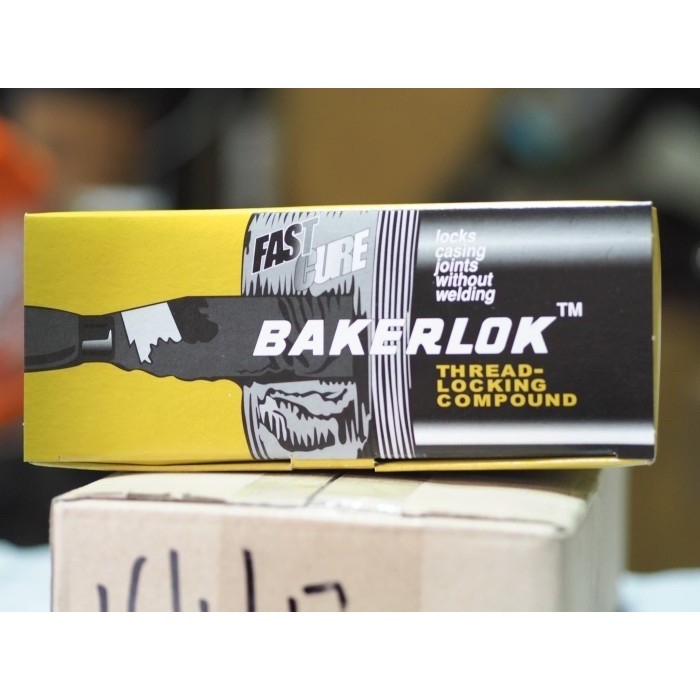 FAST
CURE
locks
casing
joints
without
welding
BAKERLOK™
THREAD-
LOCKING
COMPOUND